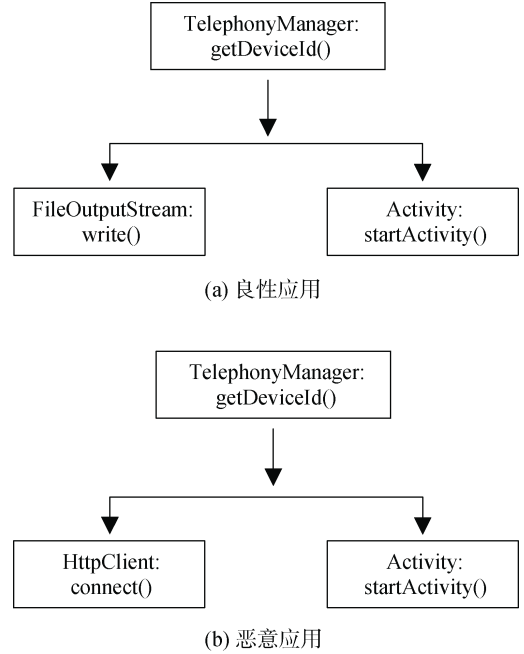 TelephonyManager:
getDeviceId()
FileOutputStream:
write()
Activity:
startActivity()
(a) 良性应用
TelephonyManager:
getDeviceId()
HttpClient:
connect()
Activity:
startActivity()
(b) 恶意应用